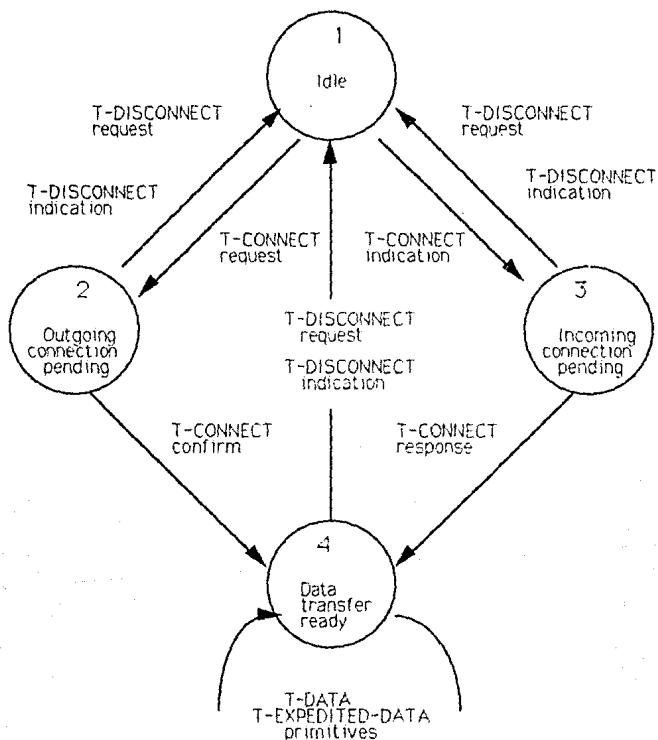 1
Idle
T-DISCONNECT
request
T-DISCONNECT
request
T-DISCONNECT
indication
T-DISCONNECT
indication
T-CONNECT
request
T-CONNECT
indication
2
Outgoing
connection
pending
3
Incoming
connection
pending
T-DISCONNECT
request
T-DISCONNECT
indication
T-CONNECT
confirm
T-CONNECT
response
4
Data
transfer
ready
T-DATA
T-EXPEDITED-DATA
primitives